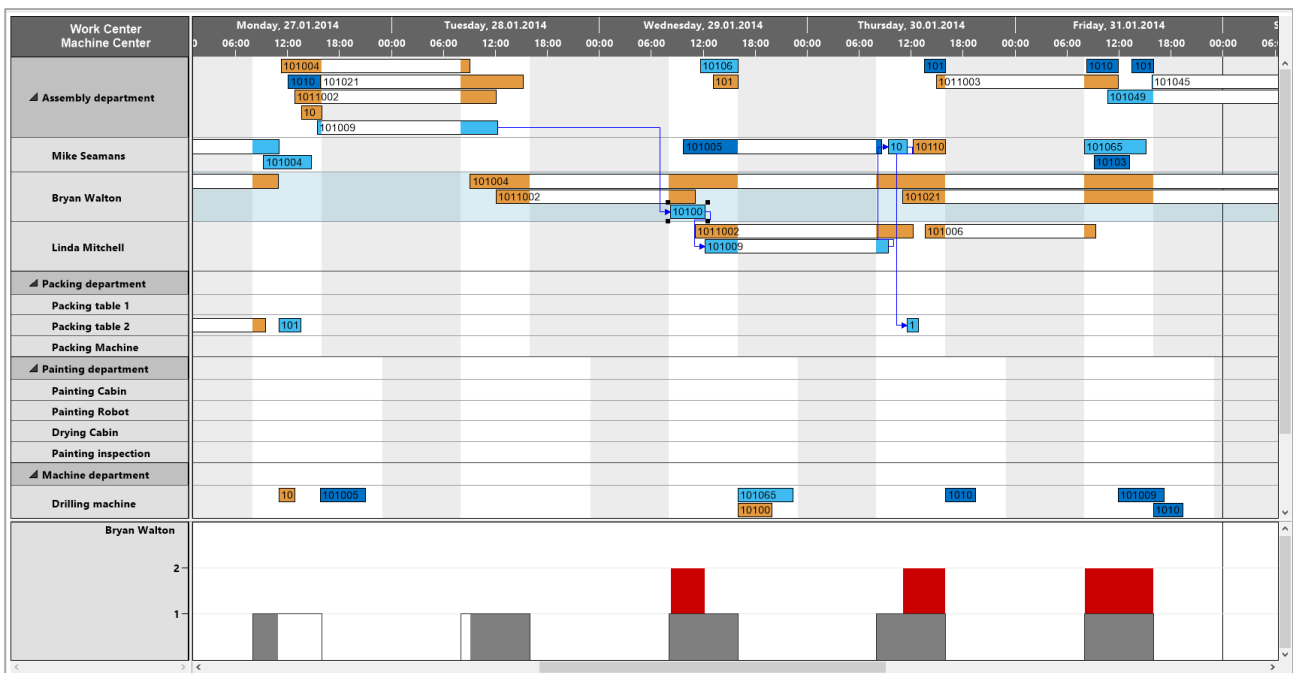 Work Center
Machine Center
Monday, 27.01.2014 Tuesday, 28.01.2014 Wednesday, 29.01.2014 Thursday, 30.01.2014 Friday, 31.01.2014 S
0 06:00 12:00 18:00 00:00 06:00 12:00 18:00 00:00 06:00 12:00 18:00 00:00 06:00 12:00 18:00 00:00 06:00 12:00 18:00 00:00 06:
101004 10106 101 1010 101
Assembly department
1010 101021 101 1011003 101045
1011002 101049
10
101009
Mike Seamans
101005 10 10110 101065
101004 10103
Bryan Walton
101004
1011002 101021
10100
Linda Mitchell
1011002 101006
101009
Packing department
Packing table 1
Packing table 2 101 1
Packing Machine
Painting department
Painting Cabin
Painting Robot
Drying Cabin
Painting inspection
Machine department
Drilling machine
10 101005 101065 1010 101009
10100 1010
Bryan Walton
2
1